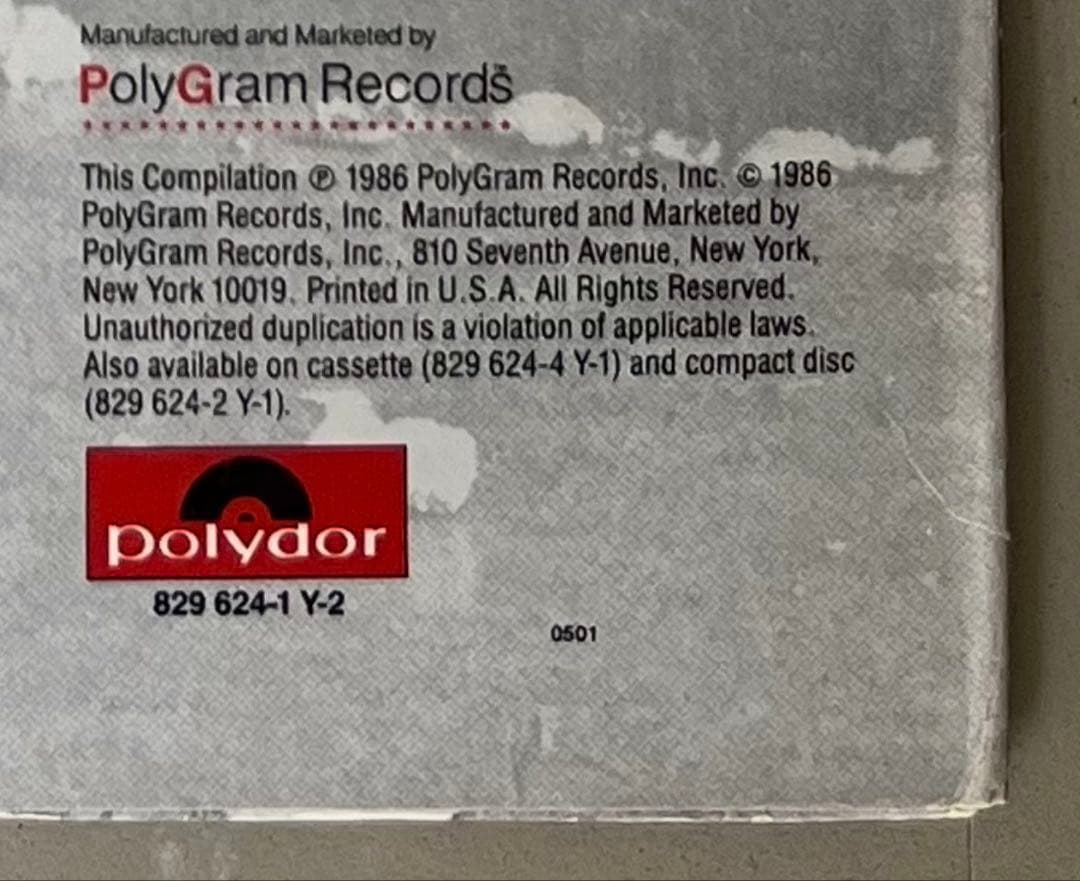 Manufactured and Marketed by
PolyGram Records™
This Compilation ℗ 1986 PolyGram Records, Inc. © 1986
PolyGram Records, Inc. Manufactured and Marketed by
PolyGram Records, Inc., 810 Seventh Avenue, New York,
New York 10019. Printed in U.S.A. All Rights Reserved.
Unauthorized duplication is a violation of applicable laws.
Also available on cassette (829 624-4 Y-1) and compact disc
(829 624-2 Y-1).
polydor
829 624-1 Y-2
0501